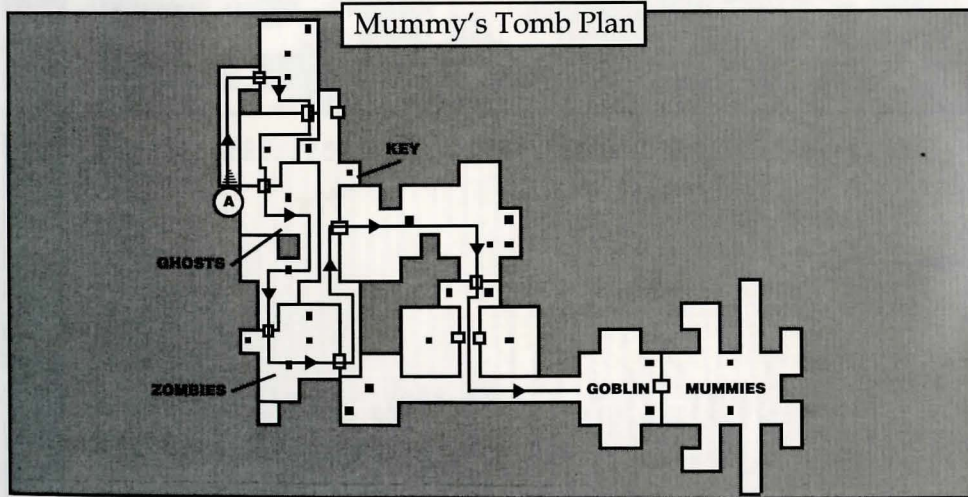 Mummy's Tomb Plan
KEY
A
GHOSTS
ZOMBIES
GOBLIN
MUMMIES